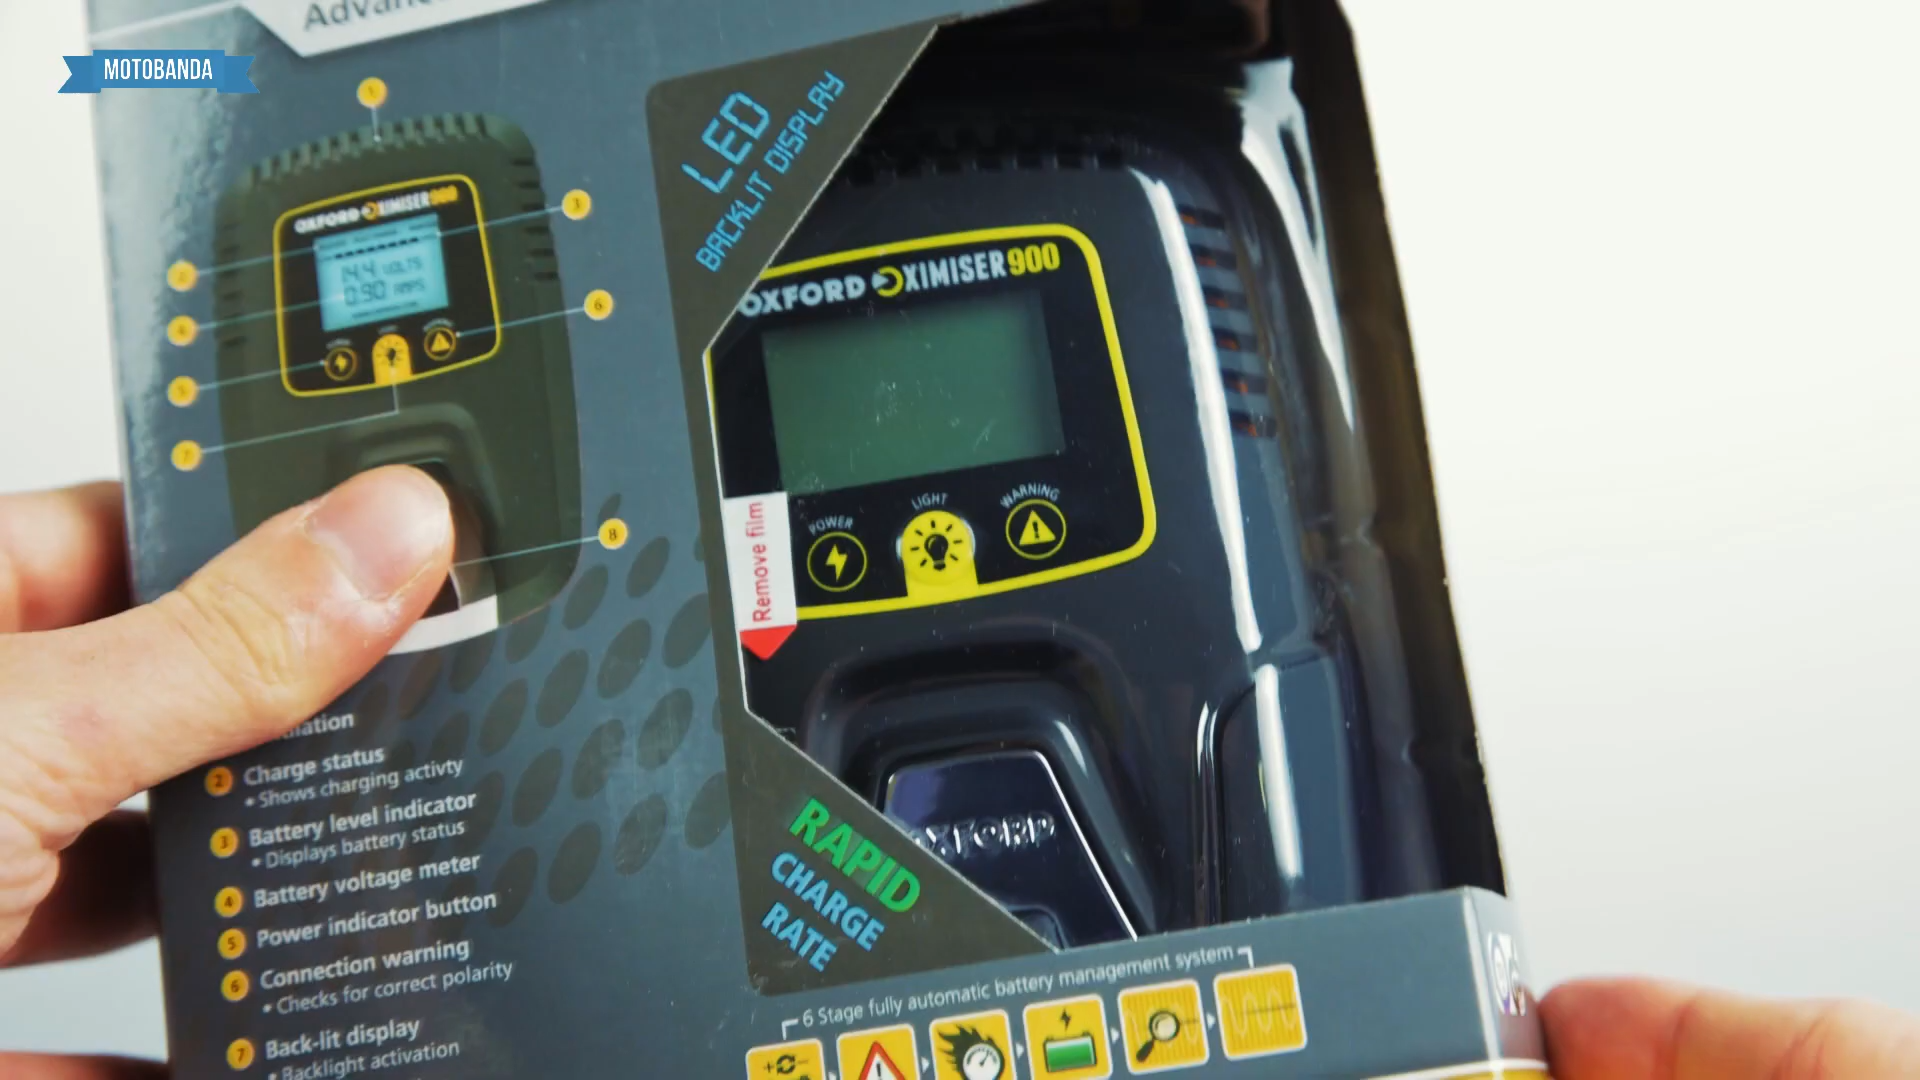 MOTOBANDA
LED
BACKLIT DISPLAY
OXFORD OXIMISER 900
14.4 VOLTS
0.90 AMPS
OXFORD OXIMISER 900
POWER
LIGHT
WARNING
Remove film
OXFORD
RAPID
CHARGE
RATE
2 Charge status
• Shows charging activty
3 Battery level indicator
• Displays battery status
4 Battery voltage meter
5 Power indicator button
6 Connection warning
• Checks for correct polarity
7 Back-lit display
• Backlight activation
6 Stage fully automatic battery management system